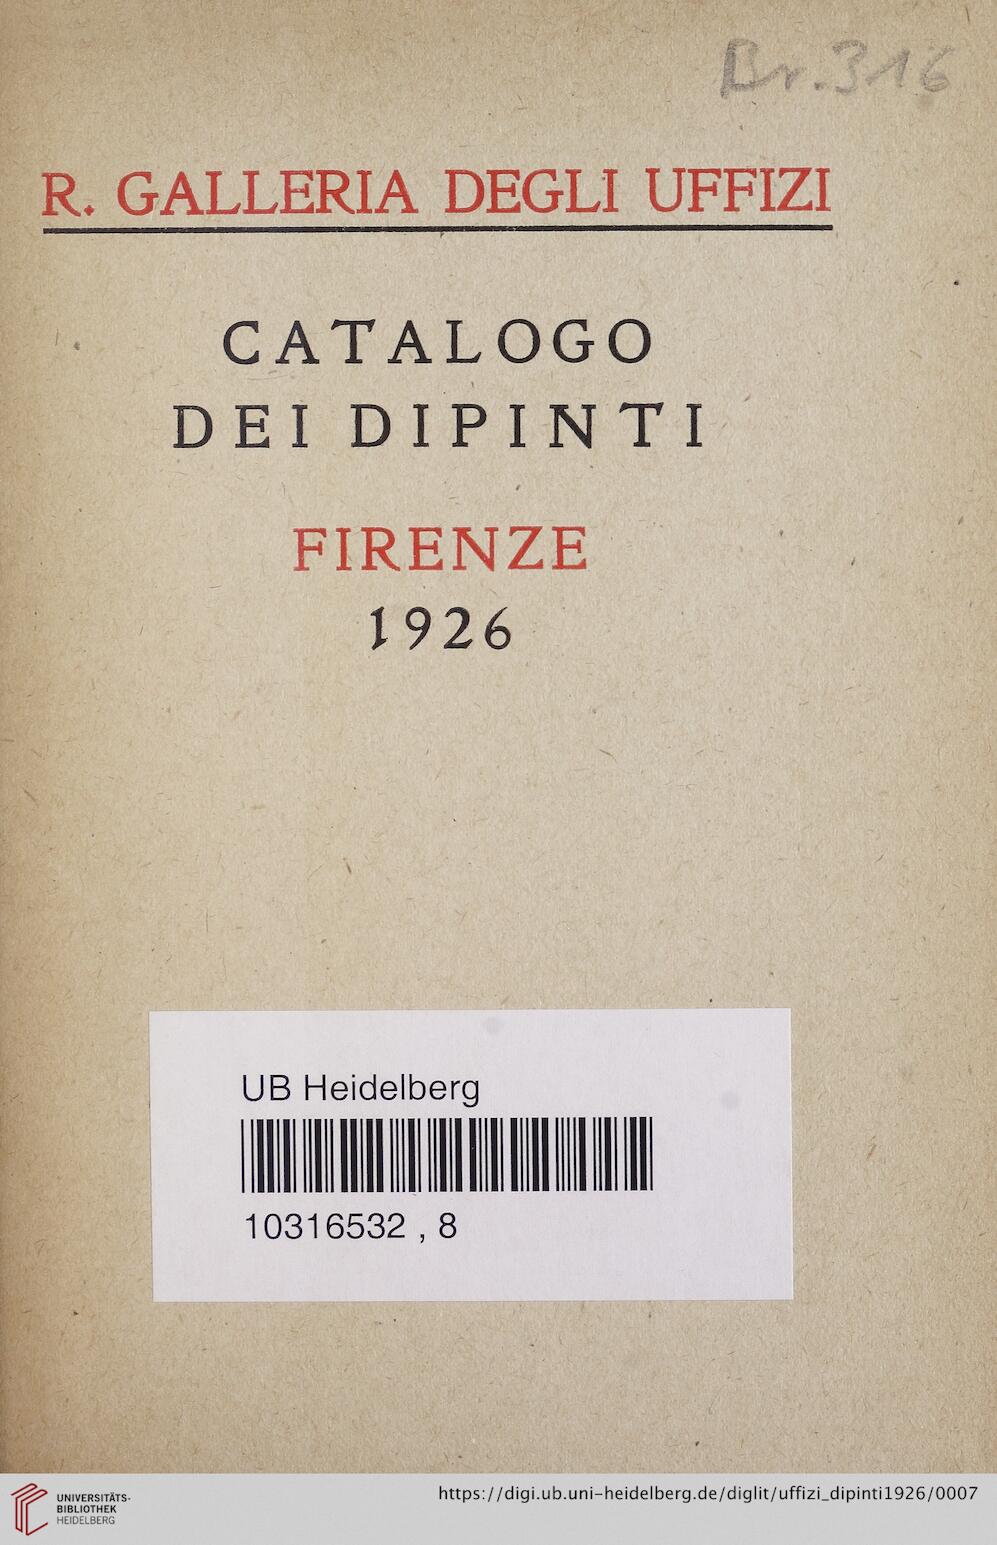 Br. 316
R. GALLERIA DEGLI UFFIZI
CATALOGO
DEI DIPINTI
FIRENZE
1926
UB Heidelberg
10316532 , 8
UNIVERSITÄTS-
BIBLIOTHEK
HEIDELBERG
https://digi.ub.uni-heidelberg.de/diglit/uffizi_dipinti1926/0007